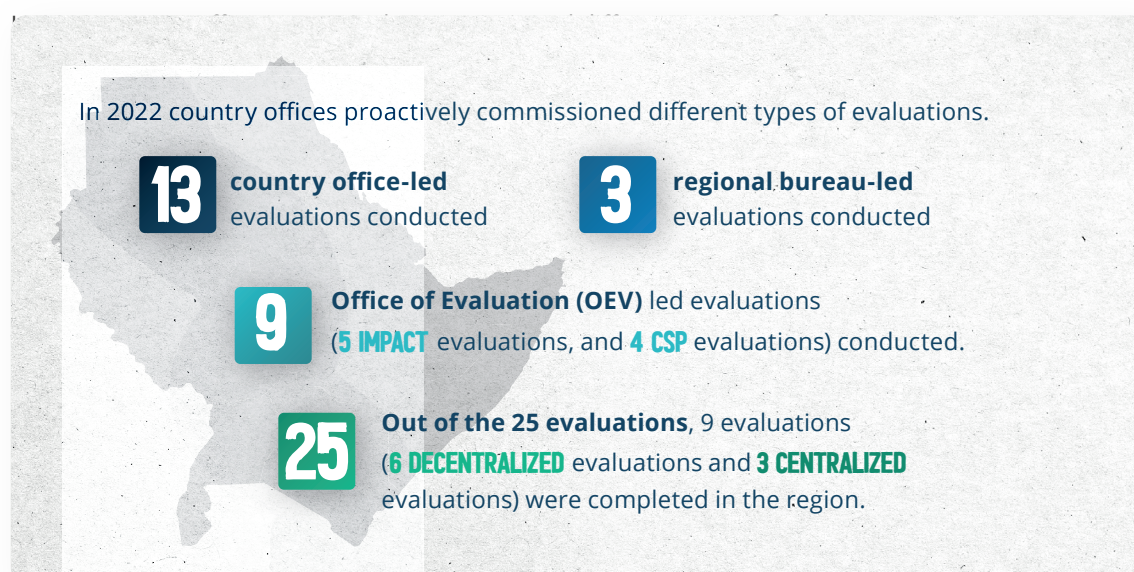 In 2022 country offices proactively commissioned different types of evaluations.
13 country office-led
evaluations conducted
3 regional bureau-led
evaluations conducted
9 Office of Evaluation (OEV) led evaluations
(5 IMPACT evaluations, and 4 CSP evaluations) conducted.
25 Out of the 25 evaluations, 9 evaluations
(6 DECENTRALIZED evaluations and 3 CENTRALIZED
evaluations) were completed in the region.